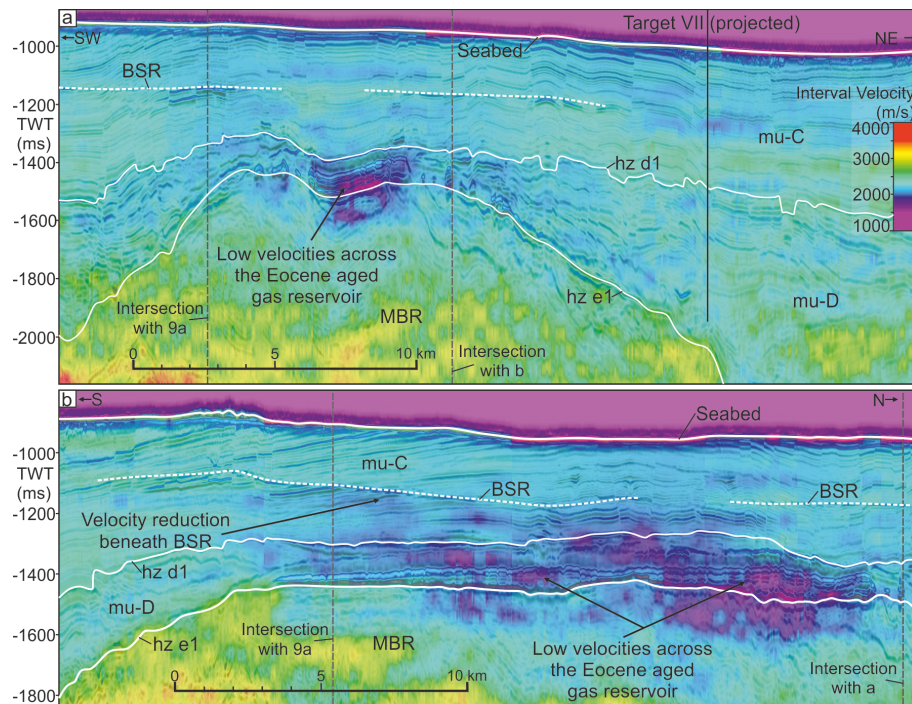 a
←SW
Target VII (projected)
NE→
Seabed
-1000
BSR
Interval Velocity
(m/s)
4000
3000
2000
1000
-1200
TWT
(ms)
mu-C
hz d1
-1400
-1600
Low velocities across
the Eocene aged
gas reservoir
-1800
hz e1
mu-D
Intersection
with 9a
MBR
-2000
0
5
10 km
Intersection
with b
b
←S
N→
Seabed
-1000
TWT
(ms)
mu-C
BSR
BSR
-1200
Velocity reduction
beneath BSR
hz d1
-1400
mu-D
hz e1
-1600
Intersection
with 9a
MBR
Low velocities across
the Eocene aged
gas reservoir
Intersection
with a
0
5
10 km
-1800